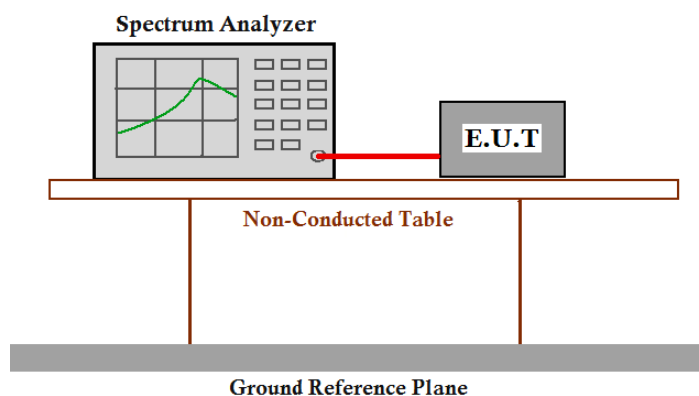 Spectrum Analyzer
E.U.T
Non-Conducted Table
Ground Reference Plane